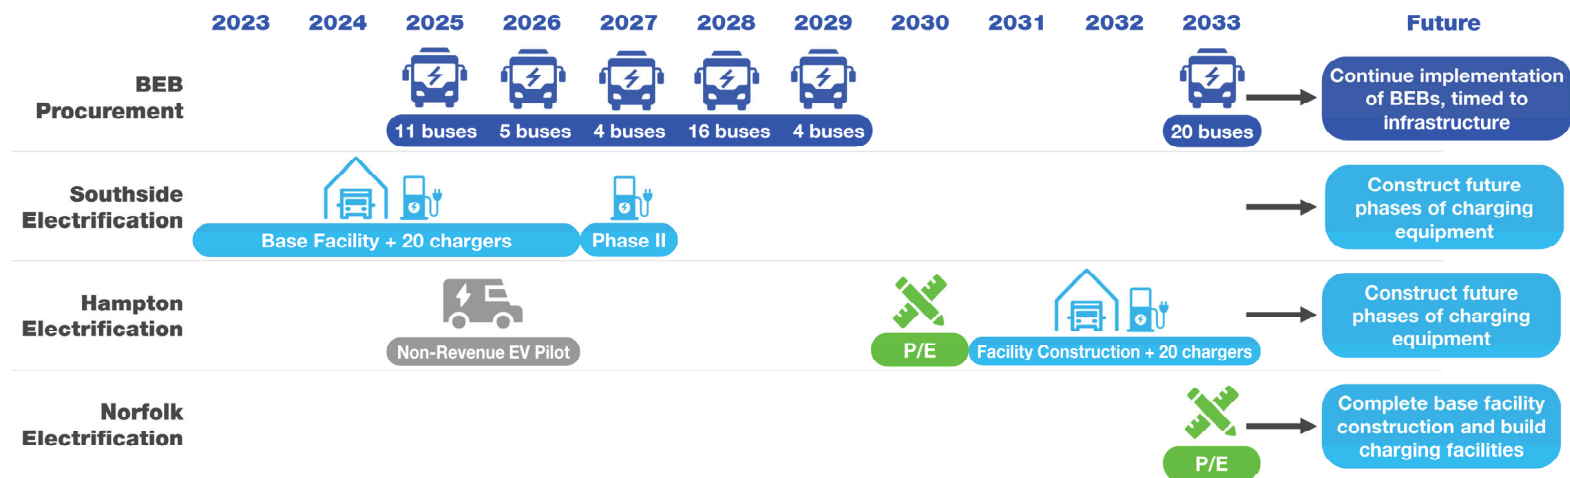 2023 2024 2025 2026 2027 2028 2029 2030 2031 2032 2033 Future
BEB
Procurement
11 buses 5 buses 4 buses 16 buses 4 buses
20 buses
Continue implementation
of BEBs, timed to
infrastructure
Southside
Electrification
Base Facility + 20 chargers
Phase II
Construct future
phases of charging
equipment
Hampton
Electrification
Non-Revenue EV Pilot
P/E
Facility Construction + 20 chargers
Construct future
phases of charging
equipment
Norfolk
Electrification
P/E
Complete base facility
construction and build
charging facilities